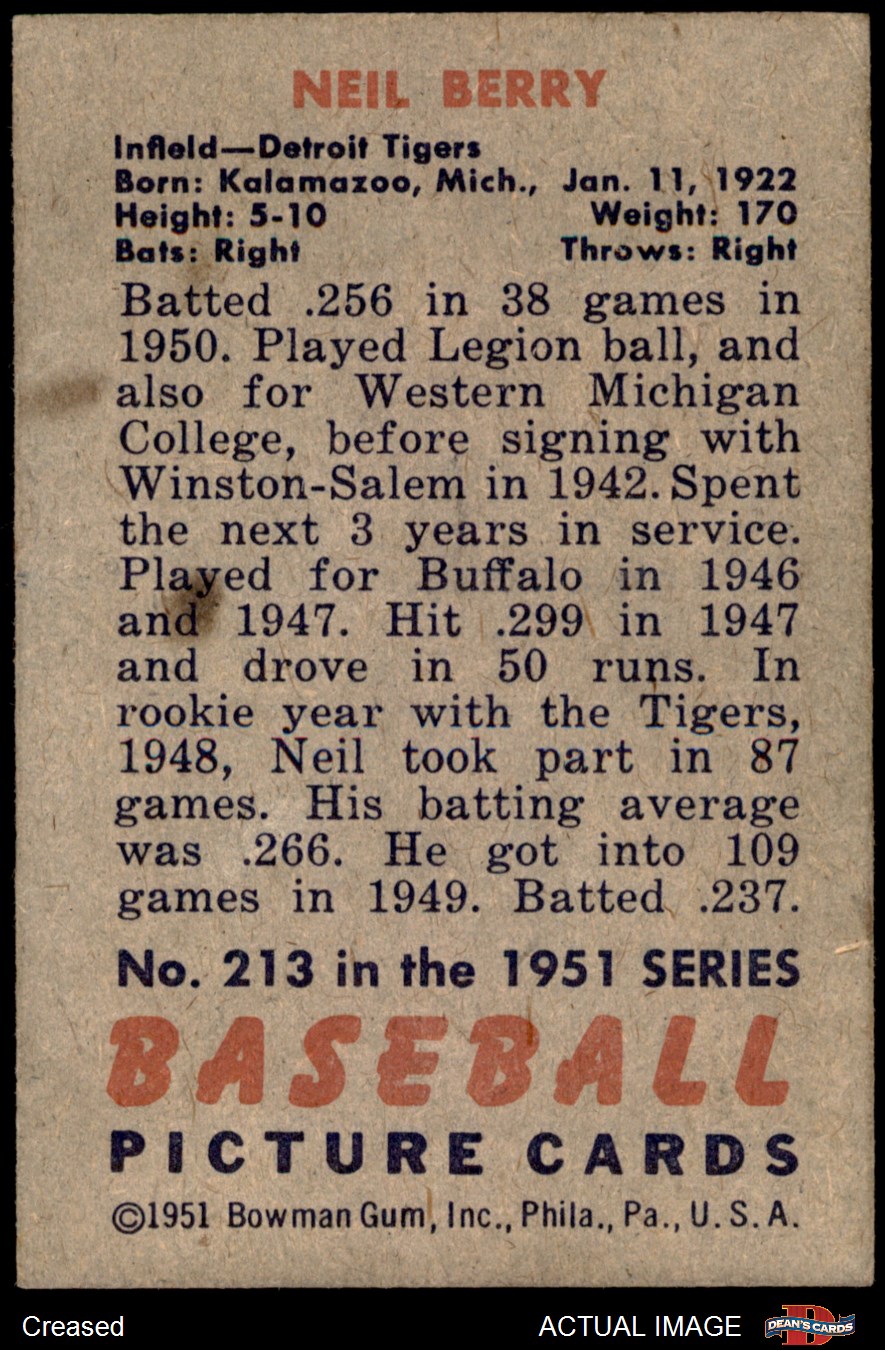 NEIL BERRY
Infield—Detroit Tigers
Born: Kalamazoo, Mich., Jan. 11, 1922
Height: 5-10 Weight: 170
Bats: Right Throws: Right
Batted .256 in 38 games in
1950. Played Legion ball, and
also for Western Michigan
College, before signing with
Winston-Salem in 1942. Spent
the next 3 years in service.
Played for Buffalo in 1946
and 1947. Hit .299 in 1947
and drove in 50 runs. In
rookie year with the Tigers,
1948, Neil took part in 87
games. His batting average
was .266. He got into 109
games in 1949. Batted .237.
No. 213 in the 1951 SERIES
BASEBALL
PICTURE CARDS
©1951 Bowman Gum, Inc., Phila., Pa., U. S. A.
Creased ACTUAL IMAGE D DEAN'S CARDS